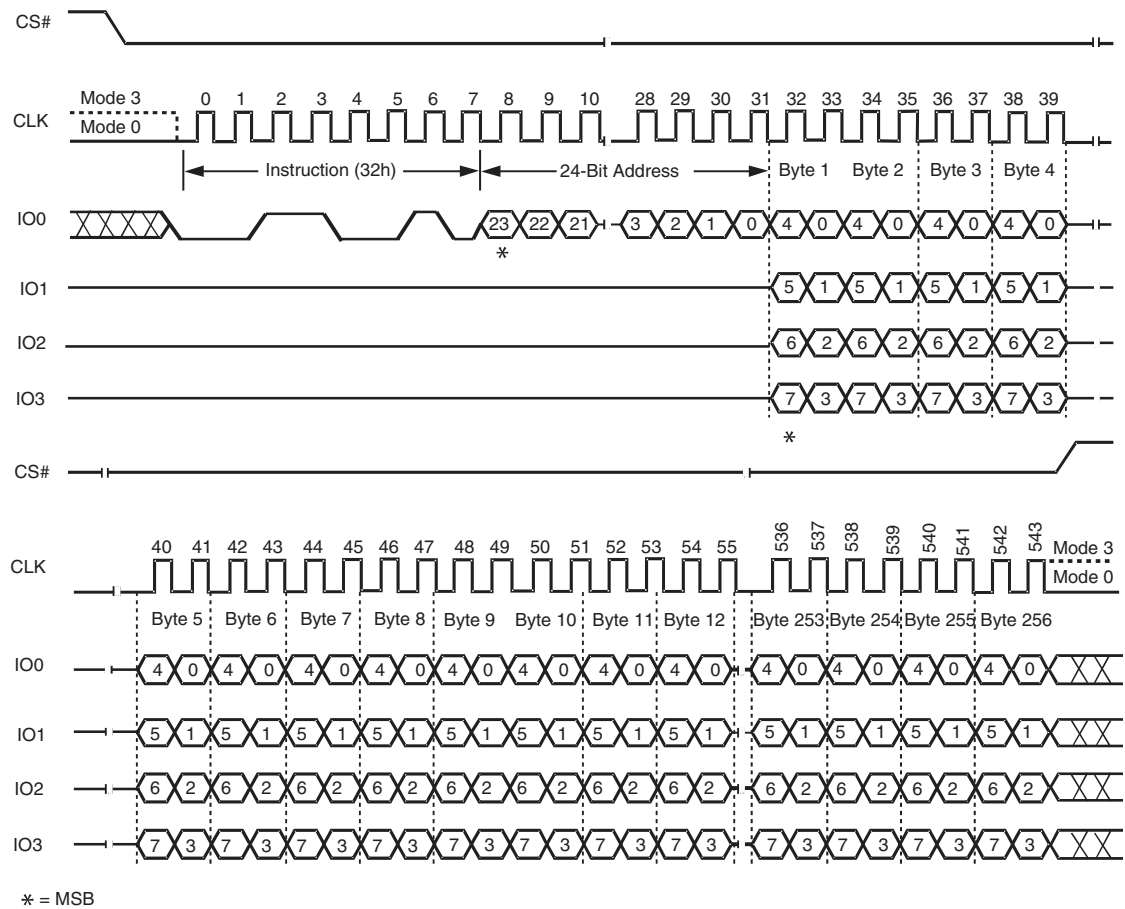 CS#
Mode 3
CLK
Mode 0
0 1 2 3 4 5 6 7 8 9 10 28 29 30 31 32 33 34 35 36 37 38 39
Instruction (32h) 24-Bit Address Byte 1 Byte 2 Byte 3 Byte 4
IO0 23 22 21 3 2 1 0 4 0 4 0 4 0 4 0
*
IO1 5 1 5 1 5 1 5 1
IO2 6 2 6 2 6 2 6 2
IO3 7 3 7 3 7 3 7 3
*
CS#
40 41 42 43 44 45 46 47 48 49 50 51 52 53 54 55 536 537 538 539 540 541 542 543
Mode 3
CLK
Mode 0
Byte 5 Byte 6 Byte 7 Byte 8 Byte 9 Byte 10 Byte 11 Byte 12 Byte 253 Byte 254 Byte 255 Byte 256
IO0 4 0 4 0 4 0 4 0 4 0 4 0 4 0 4 0 4 0 4 0 4 0 4 0
IO1 5 1 5 1 5 1 5 1 5 1 5 1 5 1 5 1 5 1 5 1 5 1 5 1
IO2 6 2 6 2 6 2 6 2 6 2 6 2 6 2 6 2 6 2 6 2 6 2 6 2
IO3 7 3 7 3 7 3 7 3 7 3 7 3 7 3 7 3 7 3 7 3 7 3 7 3
* = MSB